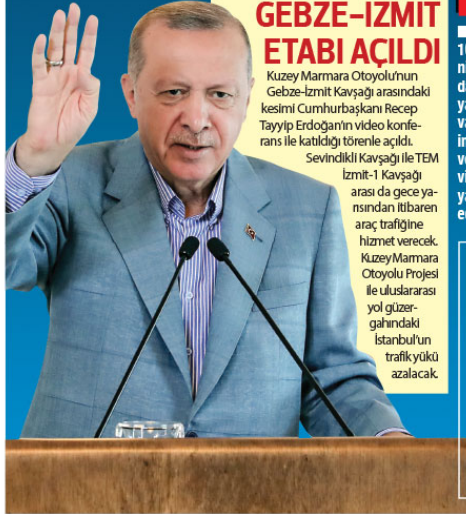 GEBZE-İZMİT
ETABI AÇILDI
Kuzey Marmara Otoyolu'nun
Gebze-İzmit Kavşağı arasındaki
kesimi Cumhurbaşkanı Recep
Tayyip Erdoğan'ın video konfe-
rans ile katıldığı törenle açıldı.
Sevindikli Kavşağı ile TEM
İzmit-1 Kavşağı
arası da gece ya-
rısından itibaren
araç trafiğine
hizmet verecek.
Kuzey Marmara
Otoyolu Projesi
ile uluslararası
yol güzer-
gahındaki
İstanbul'un
trafik yükü
azalacak.